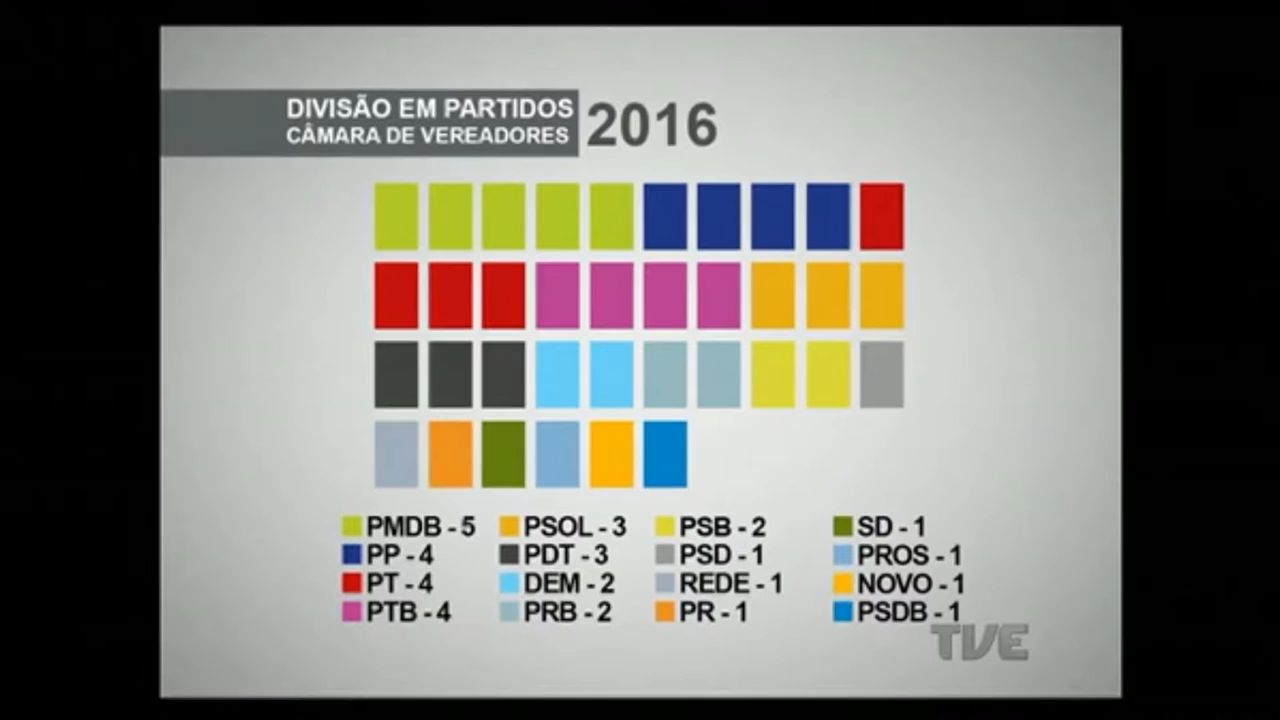 DIVISÃO EM PARTIDOS
CÂMARA DE VEREADORES
2016
PMDB - 5
PP - 4
PT - 4
PTB - 4
PSOL - 3
PDT - 3
DEM - 2
PRB - 2
PSB - 2
PSD - 1
REDE - 1
PR - 1
SD - 1
PROS - 1
NOVO - 1
PSDB - 1
TVE